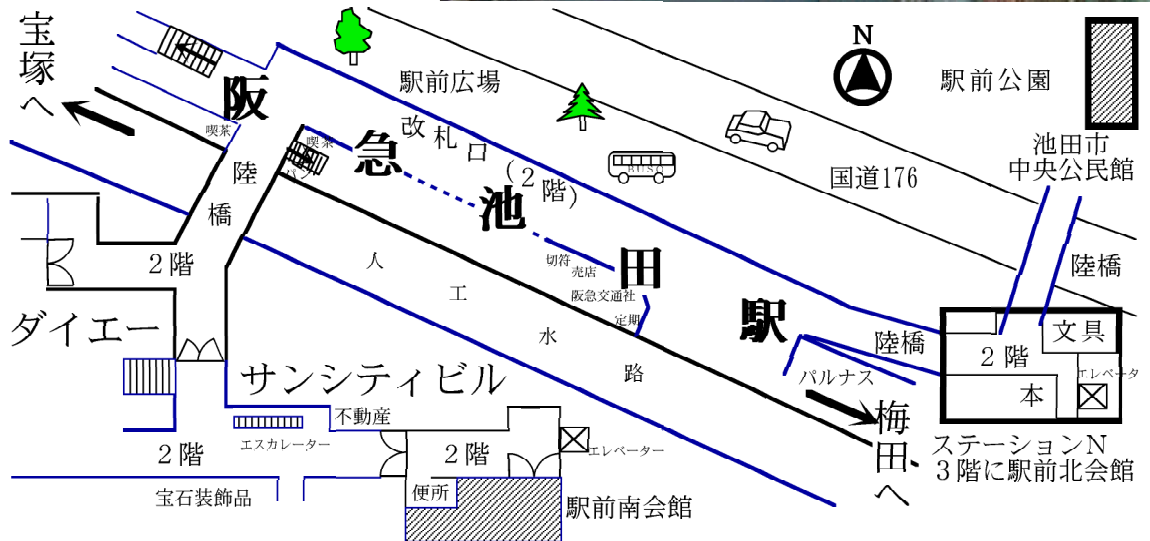 宝塚へ
喫茶
阪急池田駅
喫茶
パン
改札口
(2階)
駅前広場
BUS
国道176
N
駅前公園
池田市
中央公民館
陸橋
陸橋
2階
ダイエー
人工水路
切符
売店
阪急交通社
定期
陸橋
パルナス
梅田へ
文具
2階
本
エレベータ
ステーションN
3階に駅前北会館
サンシティビル
不動産
エスカレーター
2階
2階
エレベーター
便所
宝石装飾品
駅前南会館